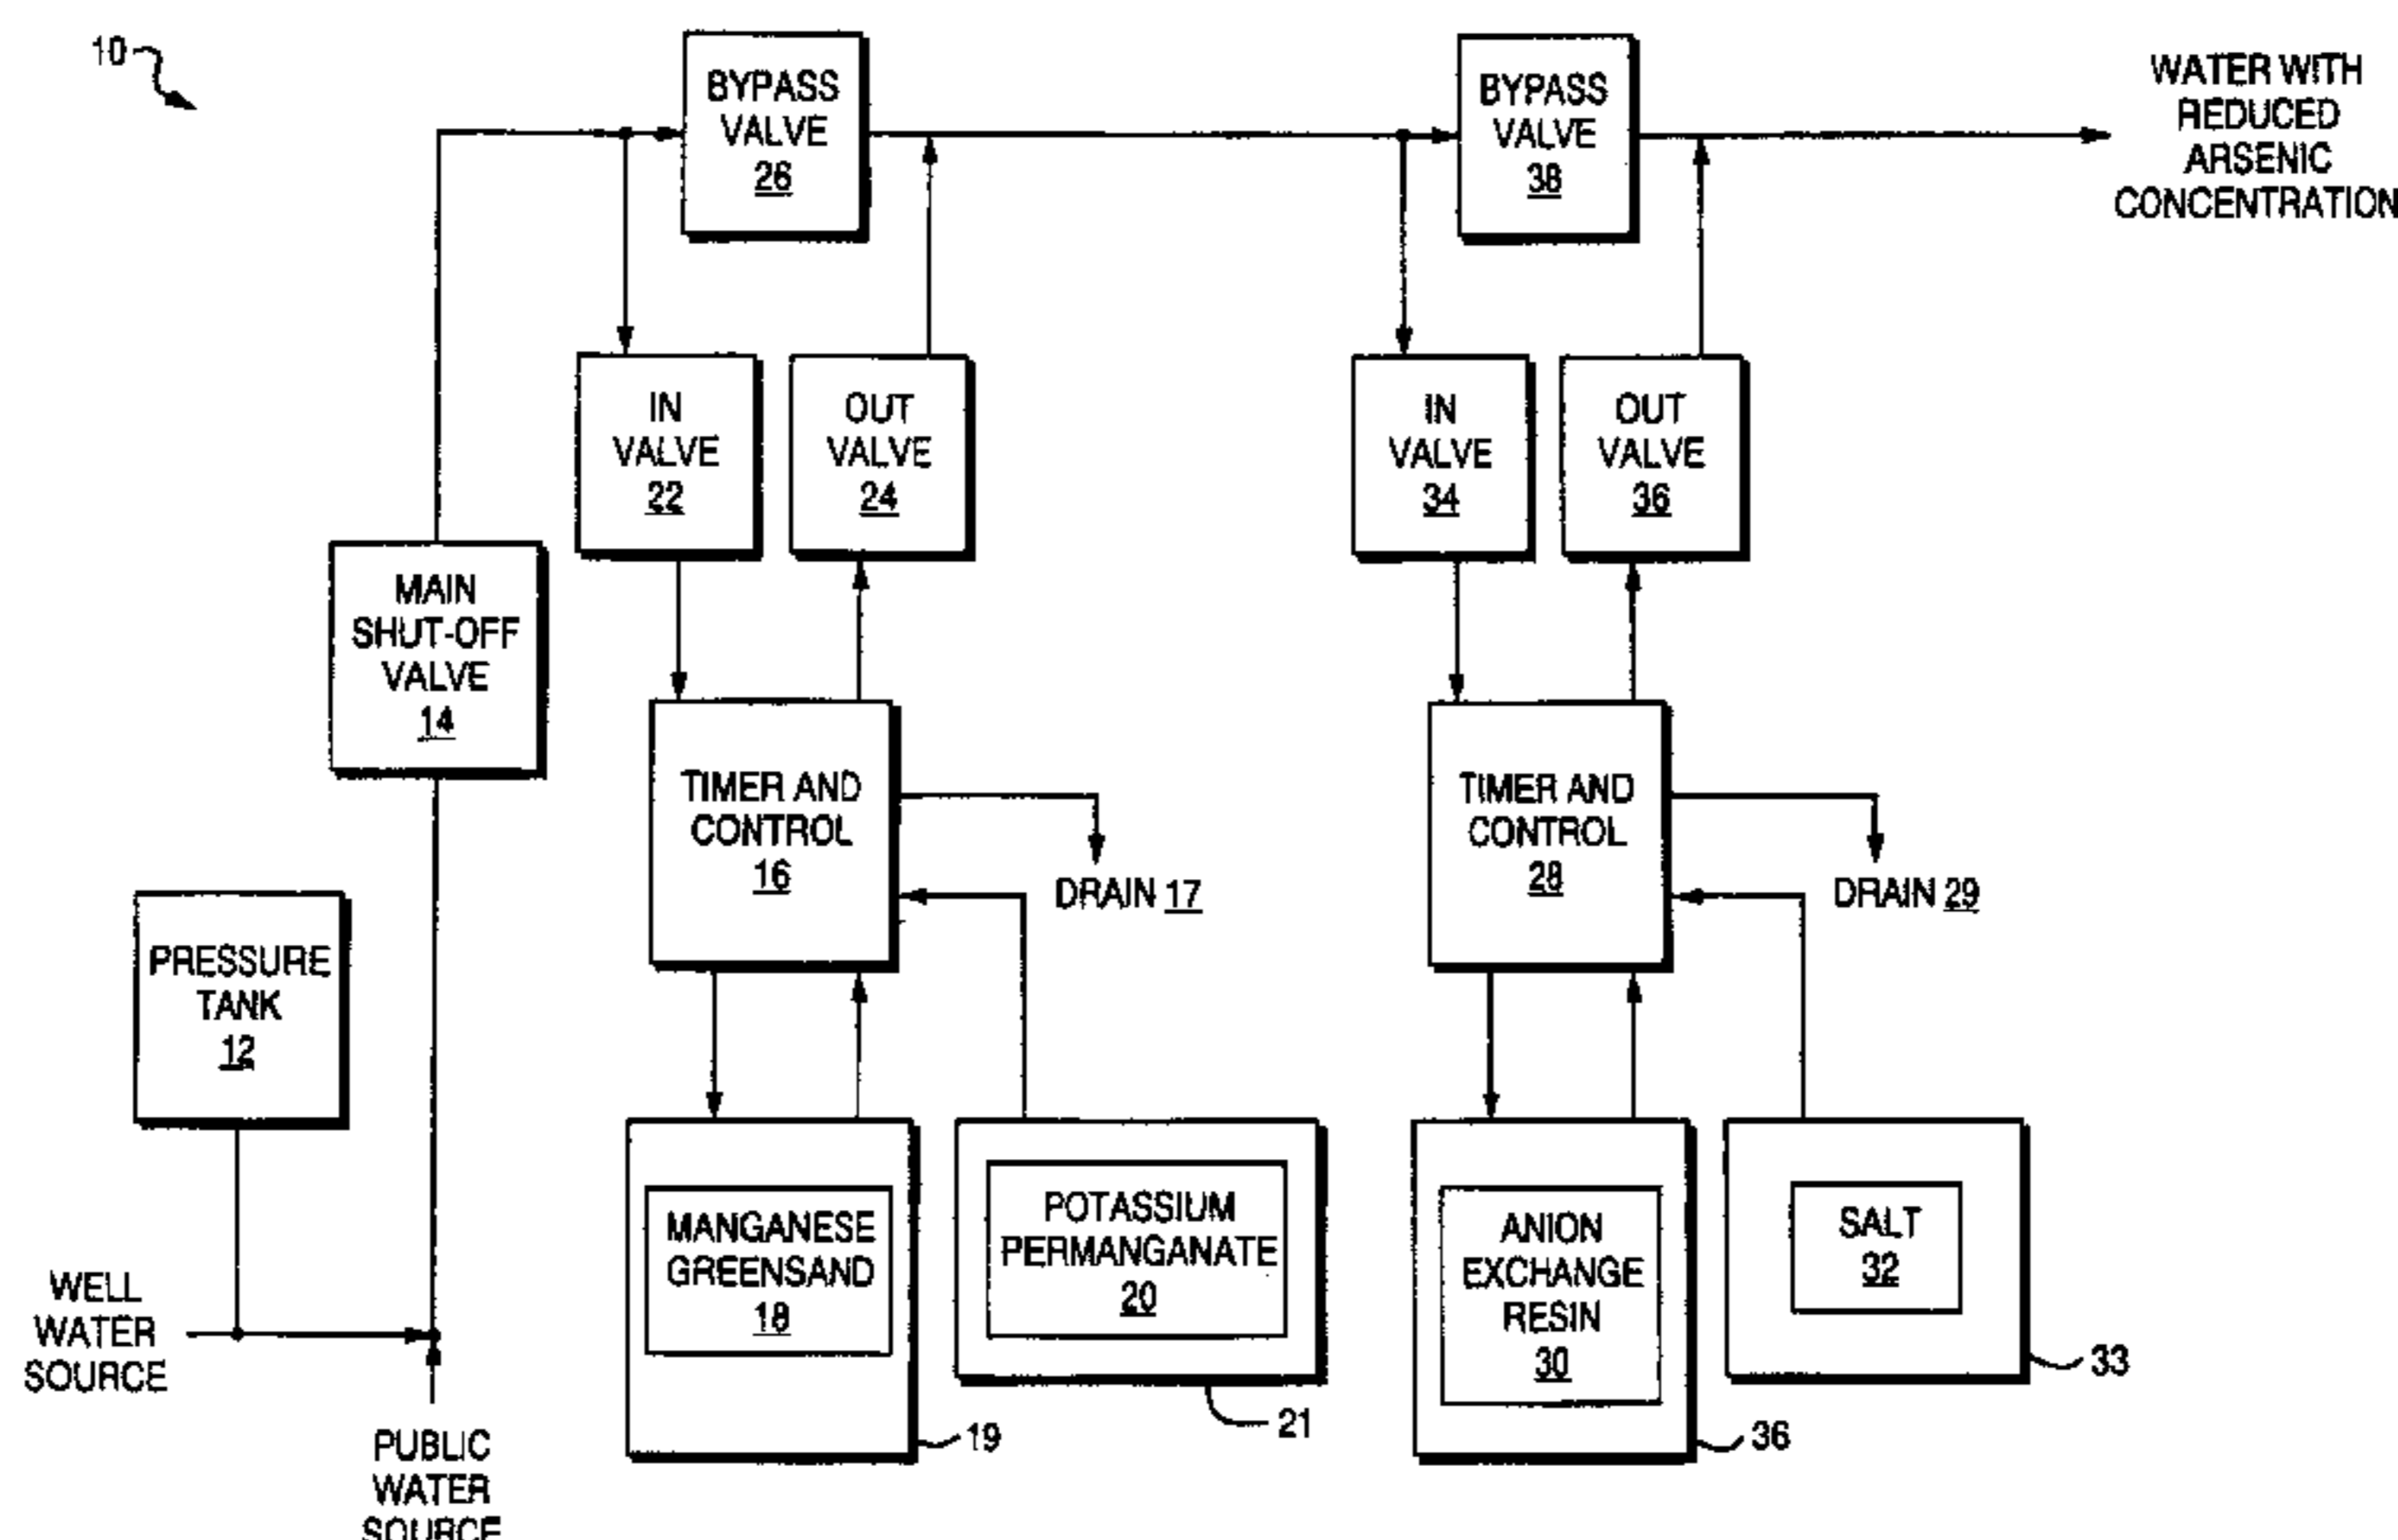 10
BYPASS
VALVE
26
BYPASS
VALVE
38
WATER WITH
REDUCED
ARSENIC
CONCENTRATION
IN
VALVE
22
OUT
VALVE
24
IN
VALVE
34
OUT
VALVE
36
MAIN
SHUT-OFF
VALVE
14
TIMER AND
CONTROL
16
DRAIN 17
TIMER AND
CONTROL
28
DRAIN 29
PRESSURE
TANK
12
MANGANESE
GREENSAND
18
19
POTASSIUM
PERMANGANATE
20
21
ANION
EXCHANGE
RESIN
30
36
SALT
32
33
WELL
WATER
SOURCE
PUBLIC
WATER
SOURCE